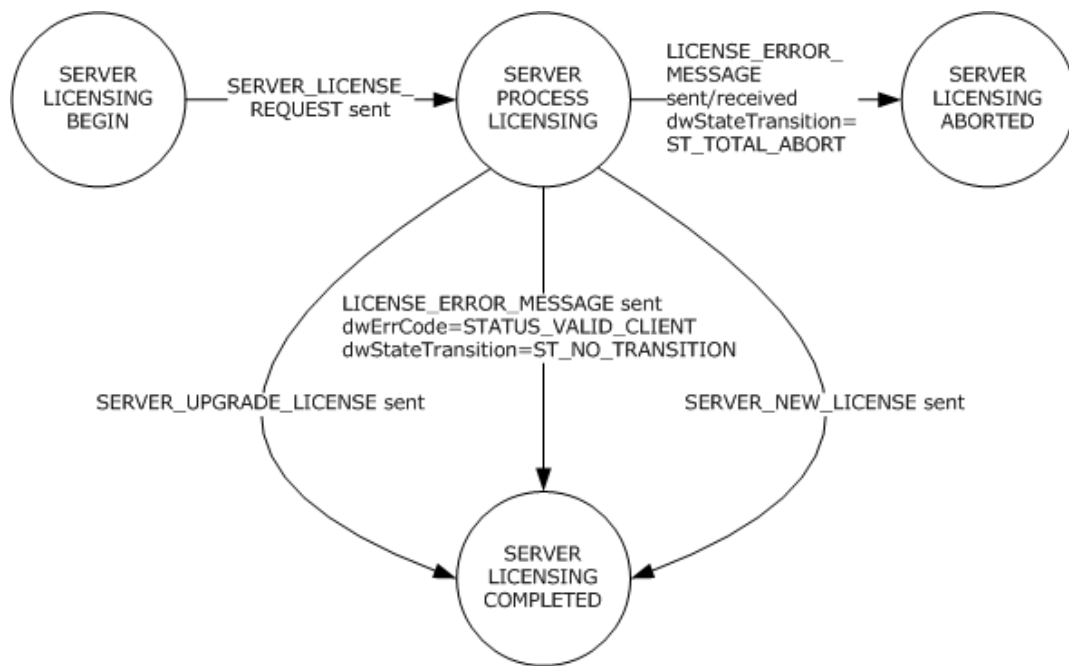 SERVER
LICENSING
BEGIN
SERVER_LICENSE_
REQUEST sent
SERVER
PROCESS
LICENSING
LICENSE_ERROR_
MESSAGE
sent/received
dwStateTransition=
ST_TOTAL_ABORT
SERVER
LICENSING
ABORTED
LICENSE_ERROR_MESSAGE sent
dwErrCode=STATUS_VALID_CLIENT
dwStateTransition=ST_NO_TRANSITION
SERVER_UPGRADE_LICENSE sent
SERVER_NEW_LICENSE sent
SERVER
LICENSING
COMPLETED